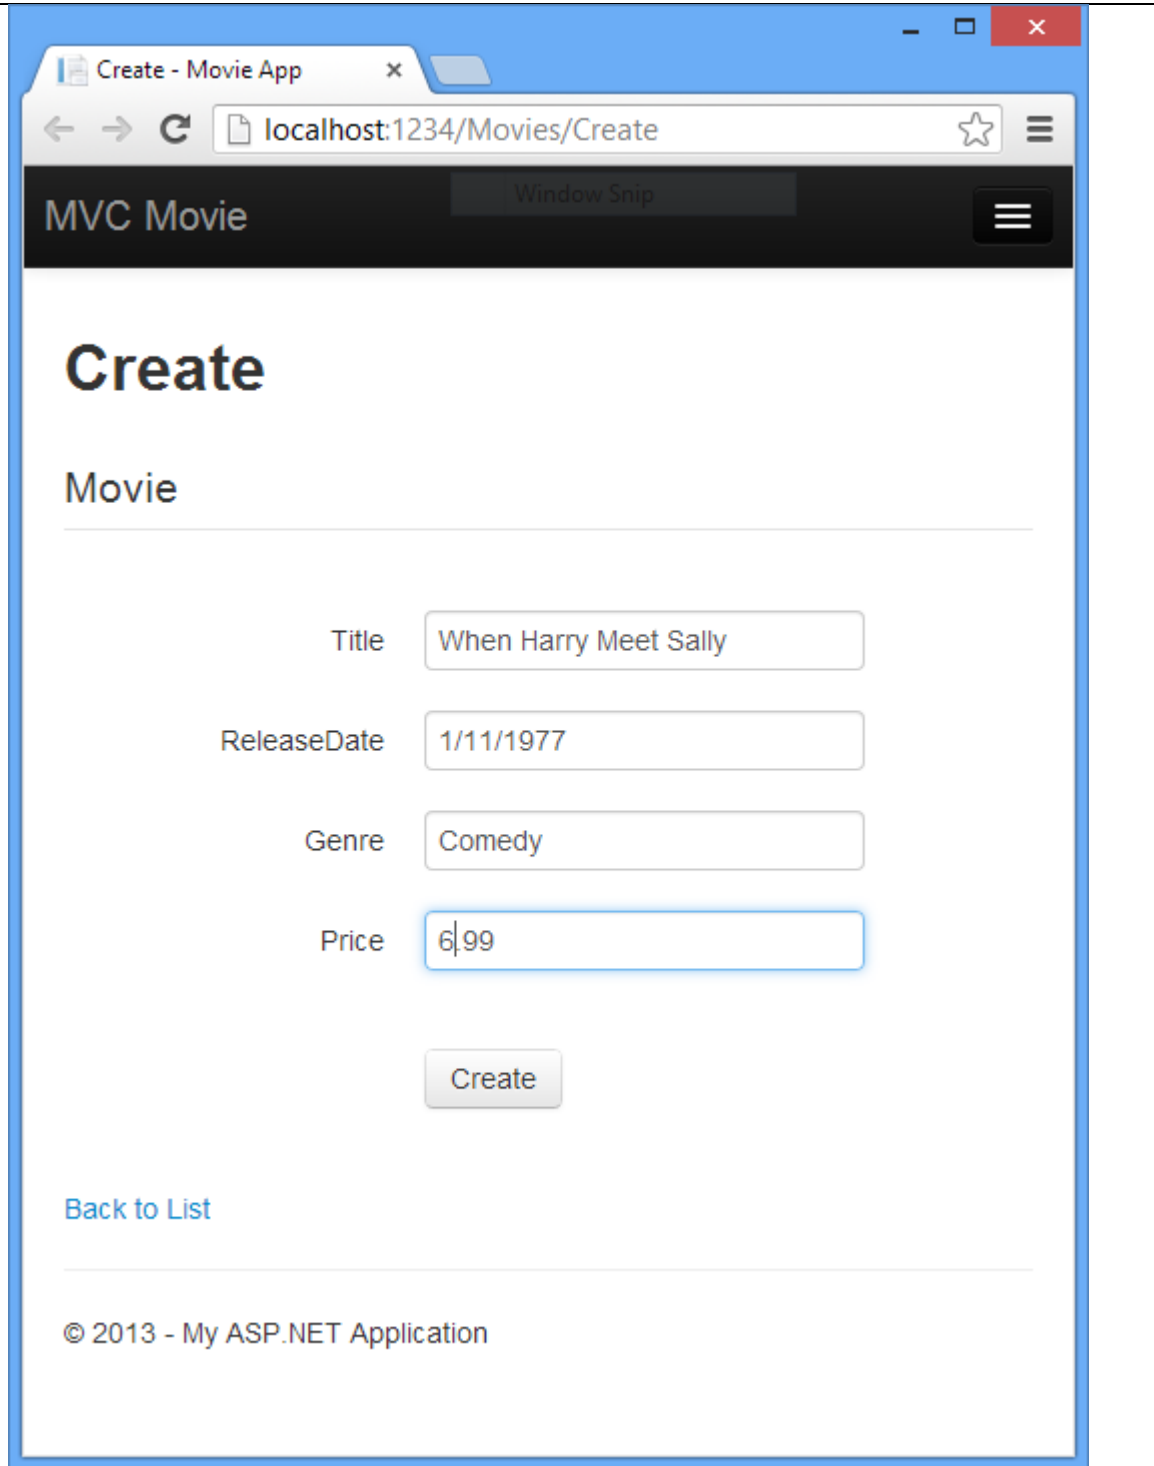 Create - Movie App
localhost:1234/Movies/Create
Window Snip
MVC Movie
Create
Movie
Title When Harry Meet Sally
ReleaseDate 1/11/1977
Genre Comedy
Price 6.99
Create
Back to List
© 2013 - My ASP.NET Application